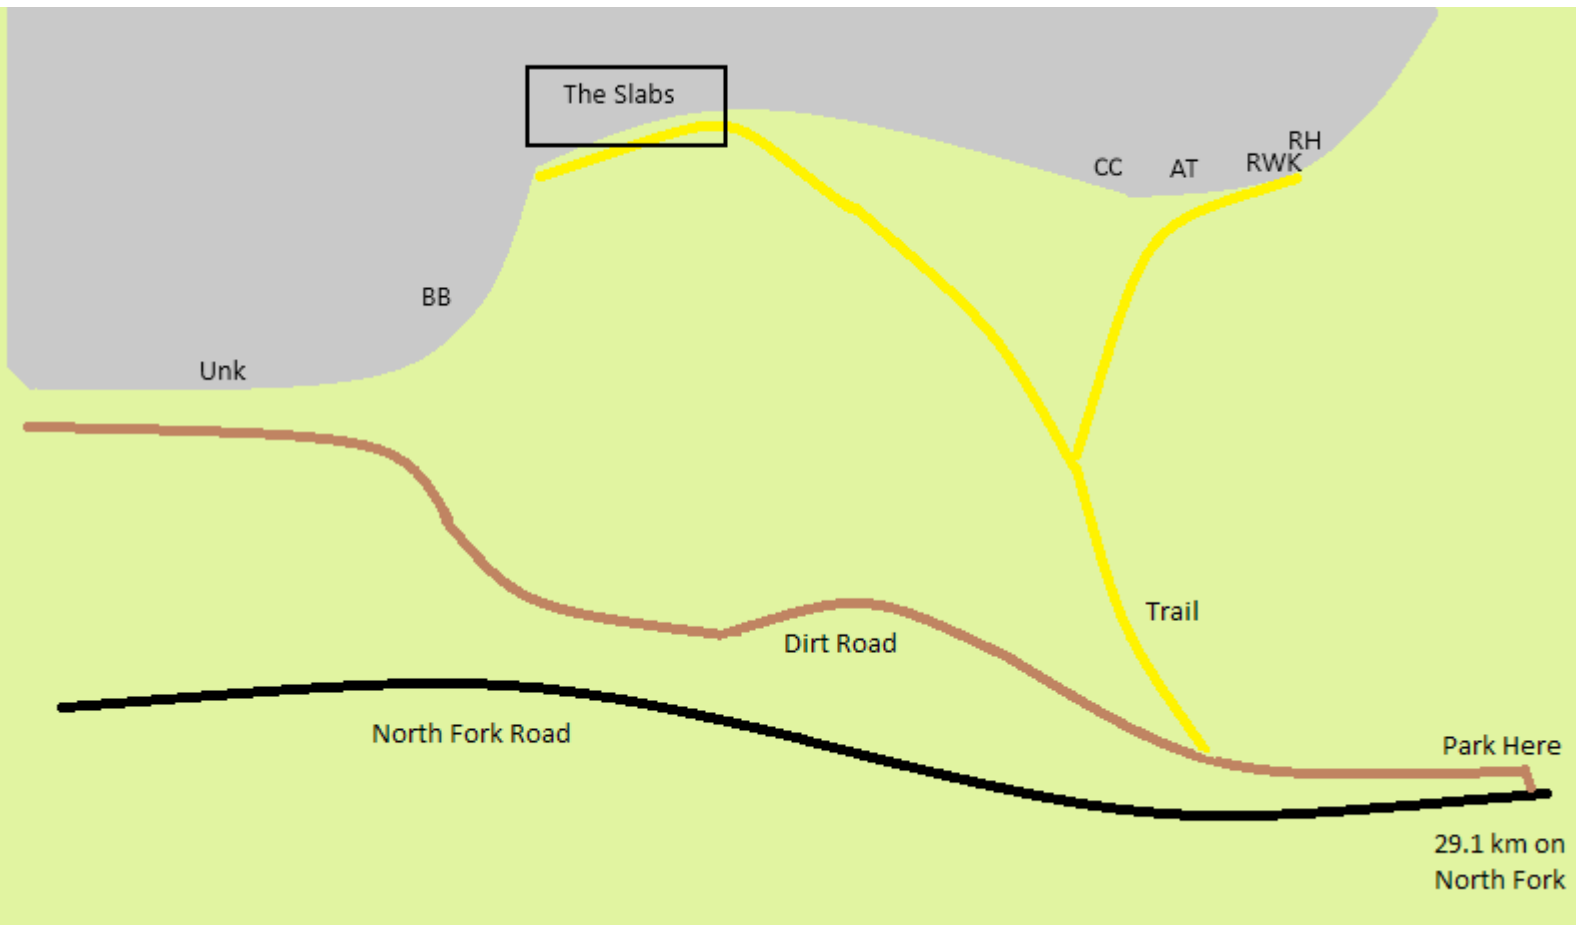 The Slabs
RH
CC
AT
RWK
BB
Unk
Trail
Dirt Road
North Fork Road
Park Here
29.1 km on
North Fork